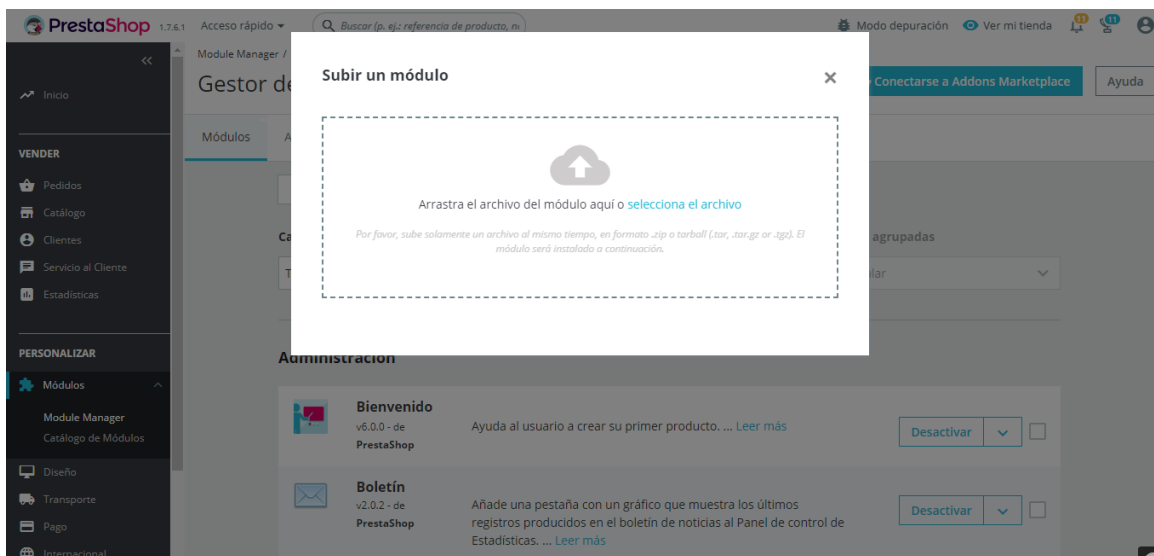 PrestaShop 1.7.6.1 Acceso rápido Buscar (p. ej.: referencia de producto, n Modo depuración Ver mi tienda 11 11
Module Manager /
Gestor de
Conectarse a Addons Marketplace
Ayuda
Inicio
VENDER
Pedidos
Catálogo
Clientes
Servicio al Cliente
Estadísticas
PERSONALIZAR
Módulos
Module Manager
Catálogo de Módulos
Diseño
Transporte
Pago
Internacional
Módulos
Subir un módulo
Arrastra el archivo del módulo aquí o selecciona el archivo
Por favor, sube solamente un archivo al mismo tiempo, en formato .zip o tarball (.tar, .tar.gz or .tgz). El
módulo será instalado a continuación.
agrupadas
Administración
Bienvenido
v6.0.0 - de
PrestaShop
Ayuda al usuario a crear su primer producto. ... Leer más
Desactivar
Boletín
v2.0.2 - de
PrestaShop
Añade una pestaña con un gráfico que muestra los últimos
registros producidos en el boletín de noticias al Panel de control de
Estadísticas. ... Leer más
Desactivar